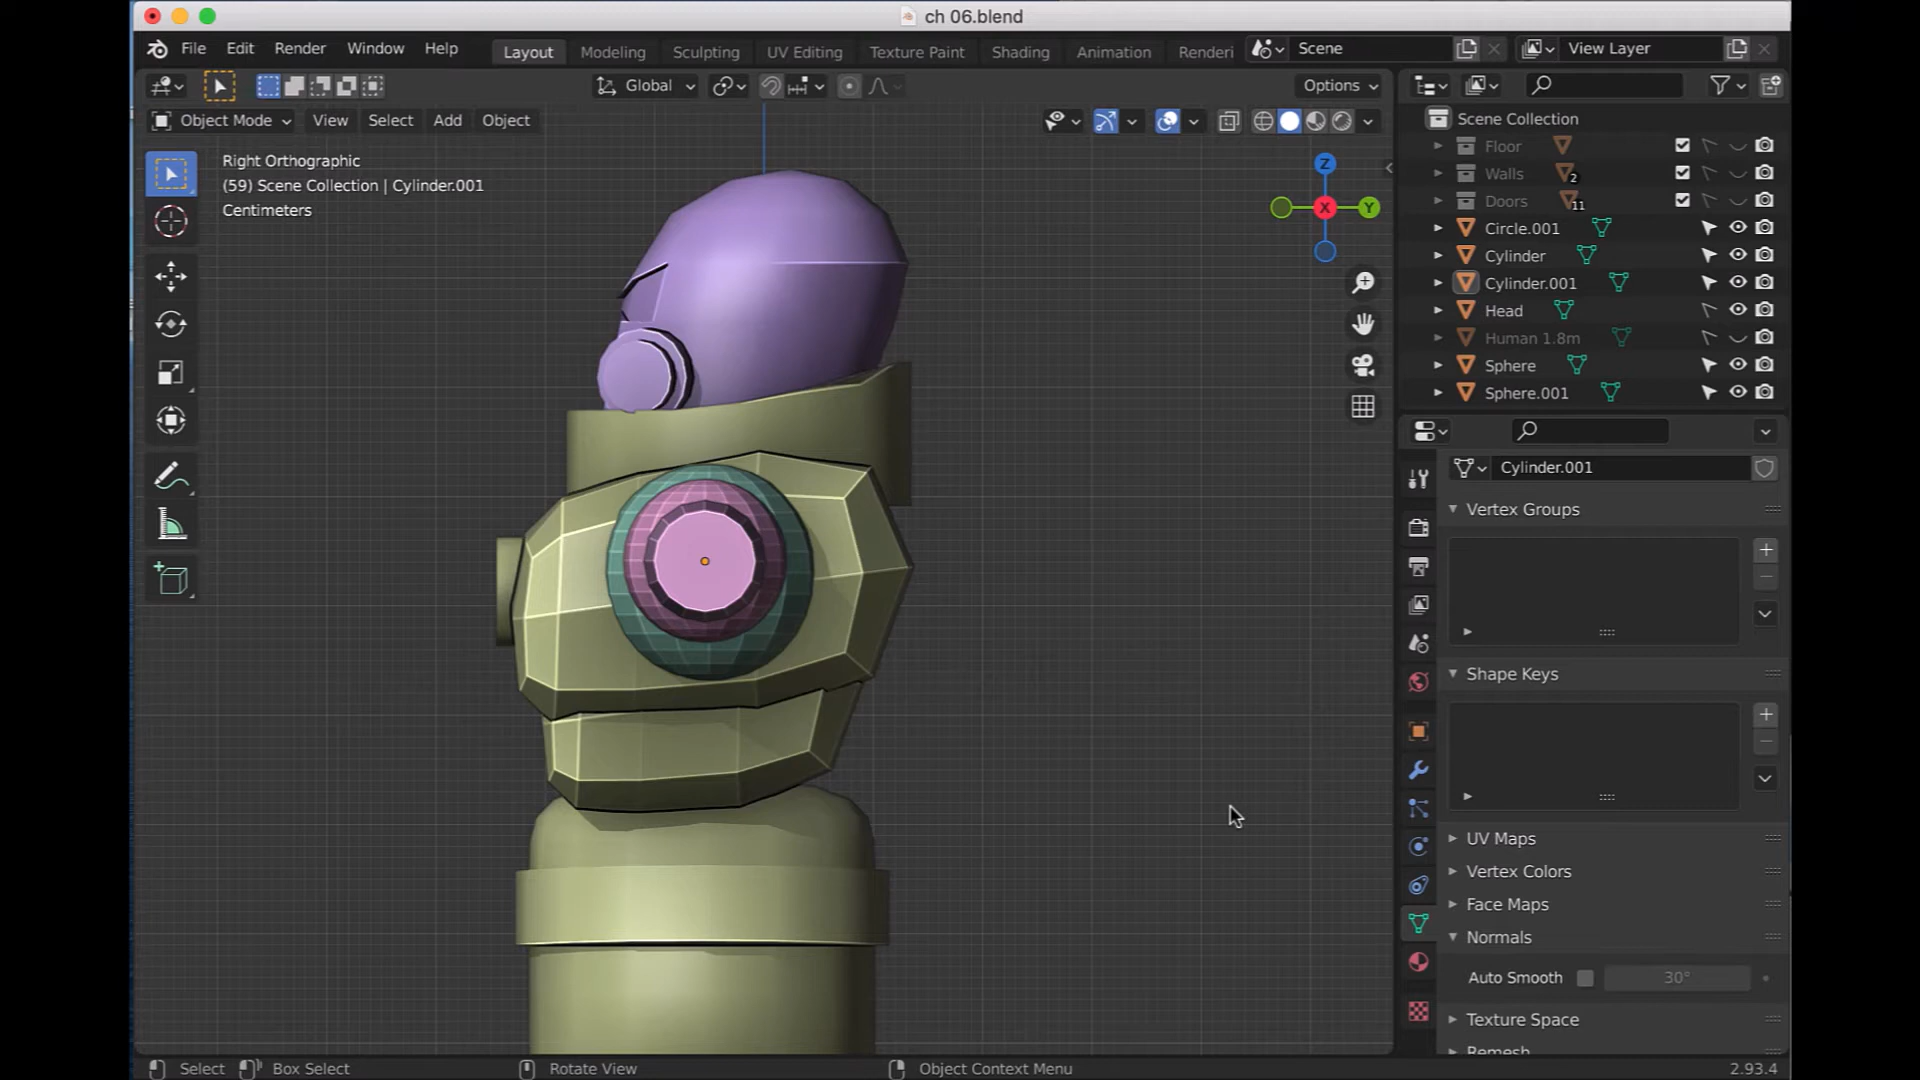 ch 06.blend
File Edit Render Window Help Layout Modeling Sculpting UV Editing Texture Paint Shading Animation Renderi Scene View Layer
Global Options
Object Mode View Select Add Object
Right Orthographic
(59) Scene Collection | Cylinder.001
Centimeters
Z
X
Y
Scene Collection
Floor
Walls 2
Doors 11
Circle.001
Cylinder
Cylinder.001
Head
Human 1.8m
Sphere
Sphere.001
Cylinder.001
Vertex Groups
Shape Keys
UV Maps
Vertex Colors
Face Maps
Normals
Auto Smooth 30°
Texture Space
Remesh
Select Box Select Rotate View Object Context Menu 2.93.4